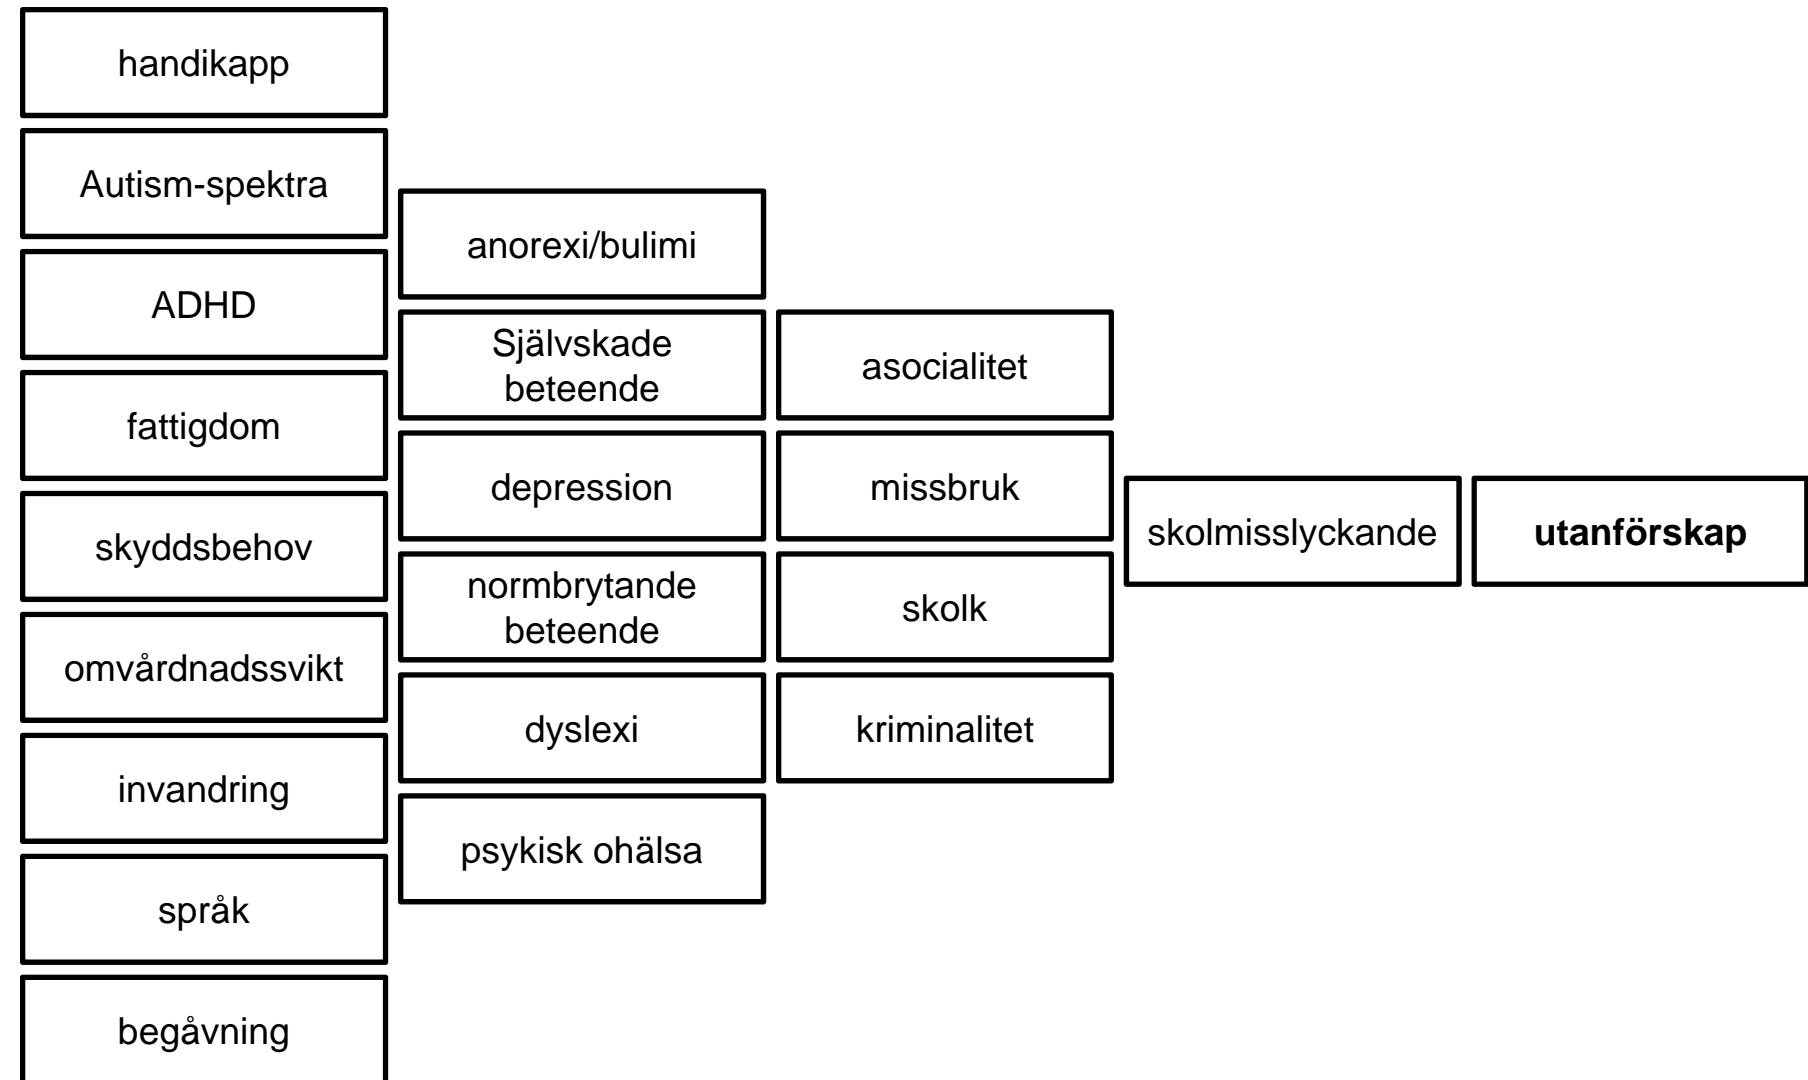 handikapp
Autism-spektra
ADHD
fattigdom
skyddsbehov
omvårdnadssvikt
invandring
språk
begåvning
anorexi/bulimi
Självskade
beteende
depression
normbrytande
beteende
dyslexi
psykisk ohälsa
asocialitet
missbruk
skolk
kriminalitet
skolmisslyckande
utanförskap